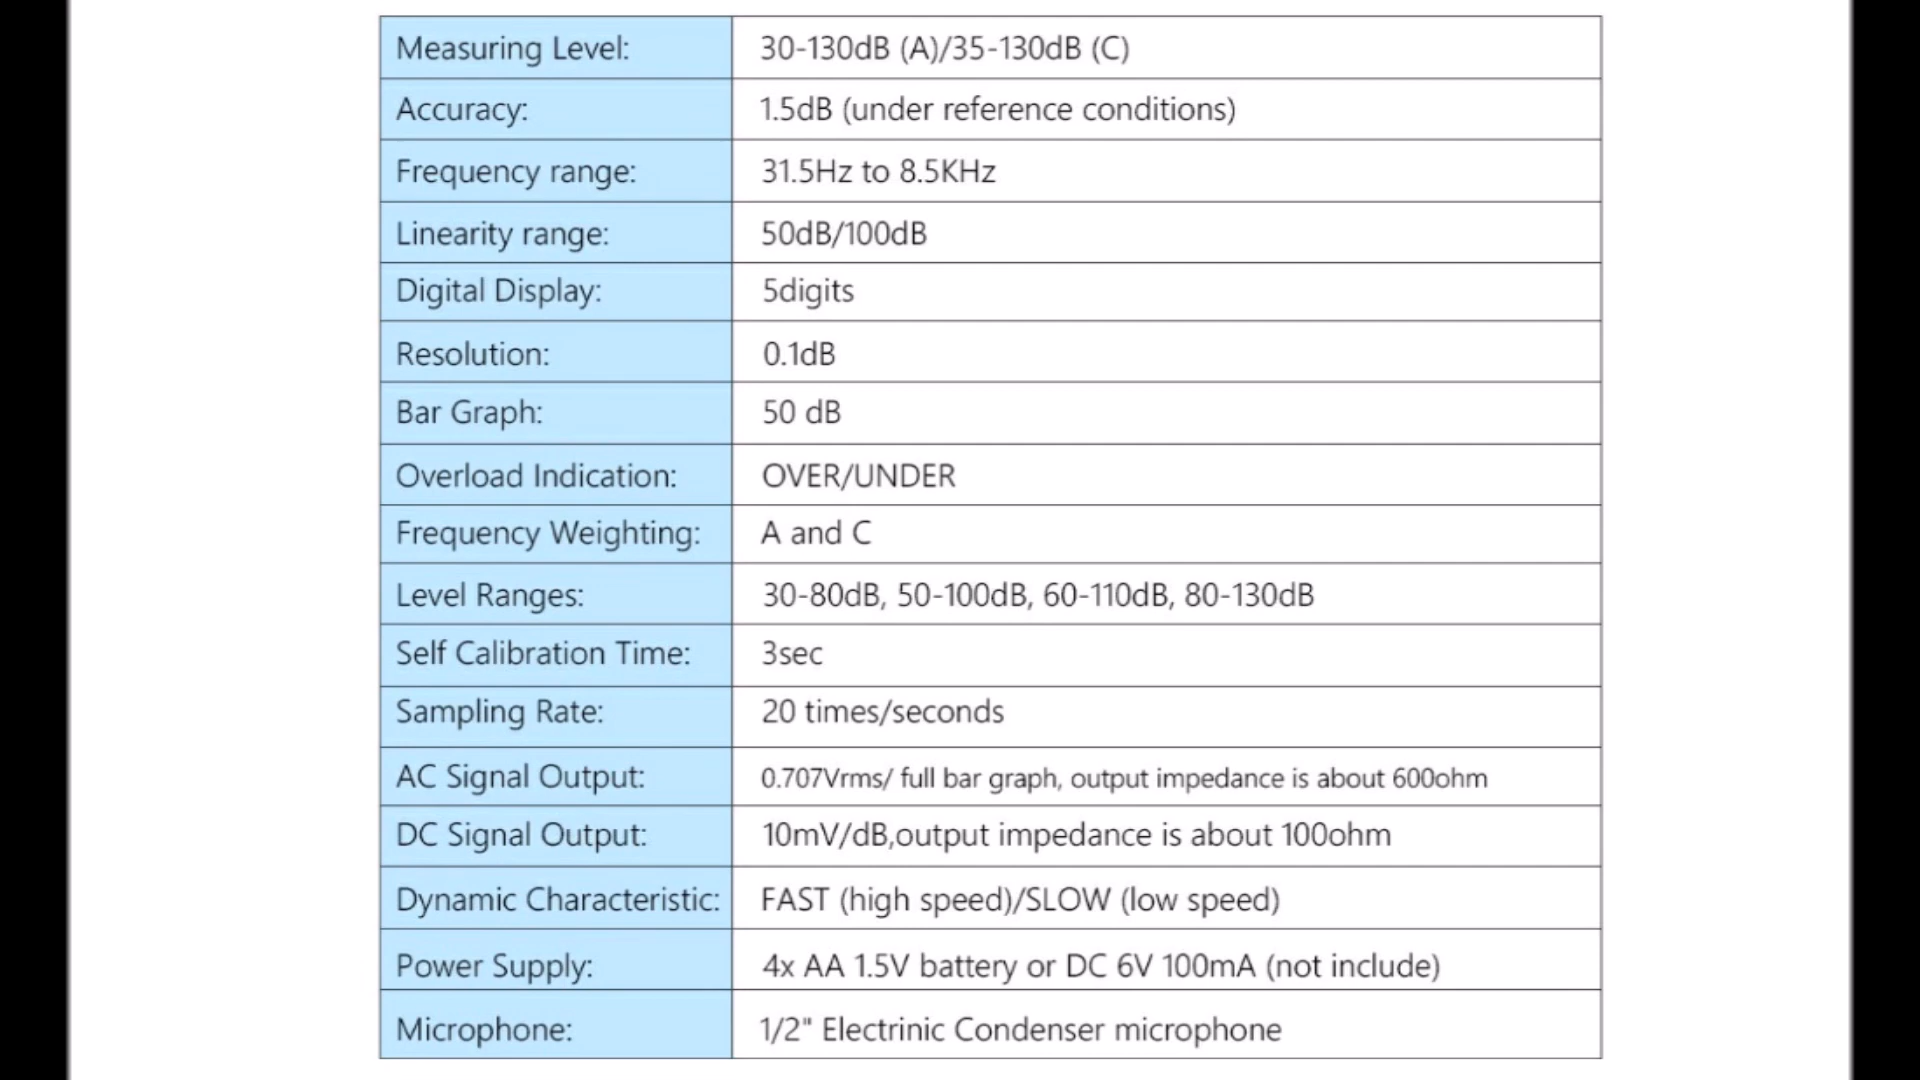 Measuring Level: 30-130dB (A)/35-130dB (C)
Accuracy: 1.5dB (under reference conditions)
Frequency range: 31.5Hz to 8.5KHz
Linearity range: 50dB/100dB
Digital Display: 5digits
Resolution: 0.1dB
Bar Graph: 50 dB
Overload Indication: OVER/UNDER
Frequency Weighting: A and C
Level Ranges: 30-80dB, 50-100dB, 60-110dB, 80-130dB
Self Calibration Time: 3sec
Sampling Rate: 20 times/seconds
AC Signal Output: 0.707Vrms/ full bar graph, output impedance is about 600ohm
DC Signal Output: 10mV/dB,output impedance is about 100ohm
Dynamic Characteristic: FAST (high speed)/SLOW (low speed)
Power Supply: 4x AA 1.5V battery or DC 6V 100mA (not include)
Microphone: 1/2" Electrinic Condenser microphone